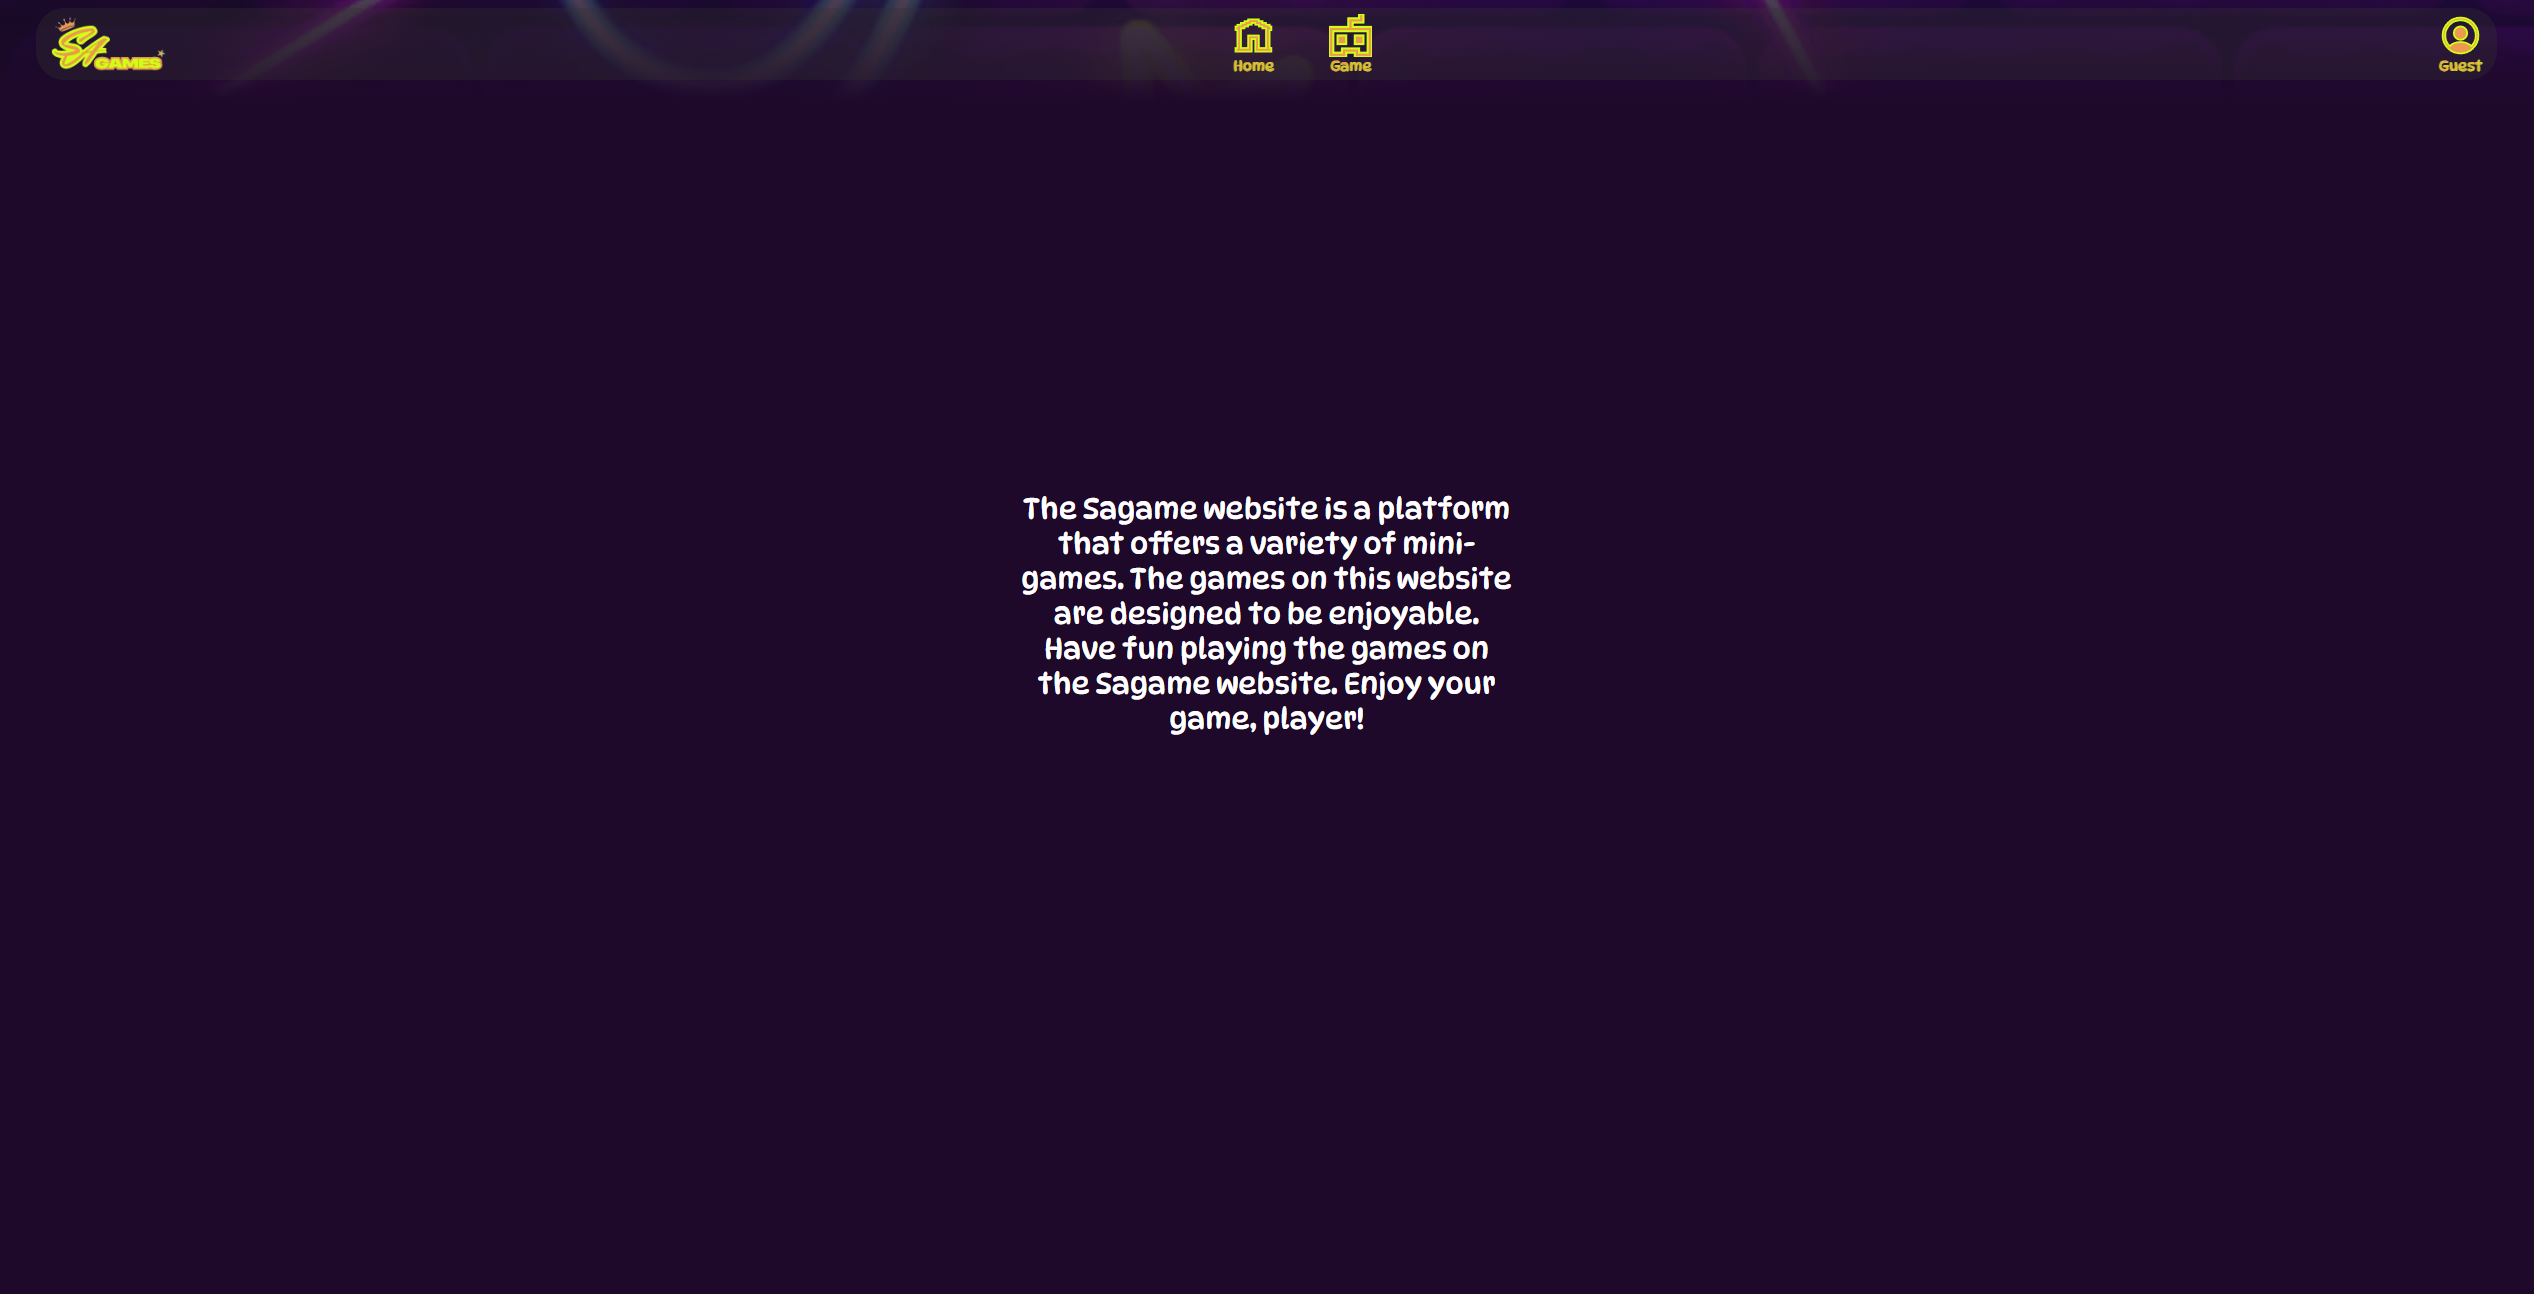 SA GAMES
Home
Game
Guest
The Sagame website is a platform
that offers a variety of mini-
games. The games on this website
are designed to be enjoyable.
Have fun playing the games on
the Sagame website. Enjoy your
game, player!